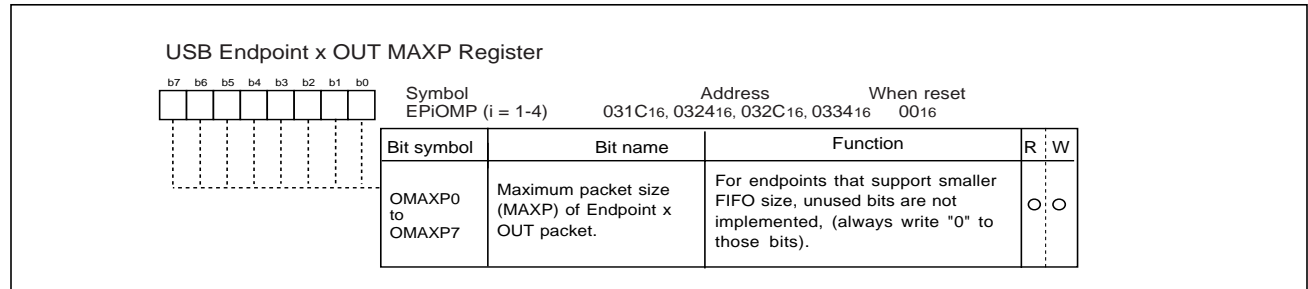 USB Endpoint x OUT MAXP Register
b7 b6 b5 b4 b3 b2 b1 b0
Symbol Address When reset
EPiOMP (i = 1-4) 031C16, 032416, 032C16, 033416 0016
Bit symbol Bit name Function R W
OMAXP0
to
OMAXP7
Maximum packet size
(MAXP) of Endpoint x
OUT packet.
For endpoints that support smaller
FIFO size, unused bits are not
implemented, (always write "0" to
those bits).